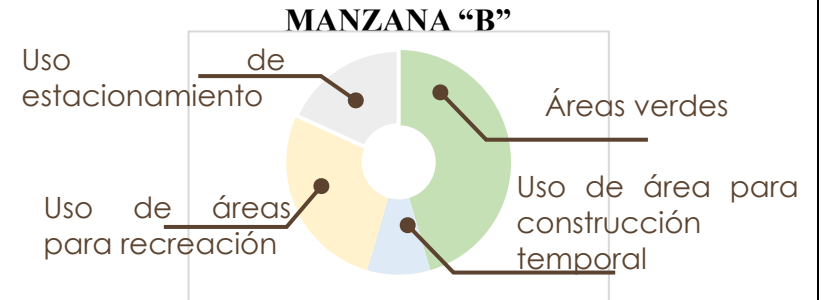 MANZANA “B”
Uso de
estacionamiento
Áreas verdes
Uso de área para
construcción
temporal
Uso de áreas
para recreación